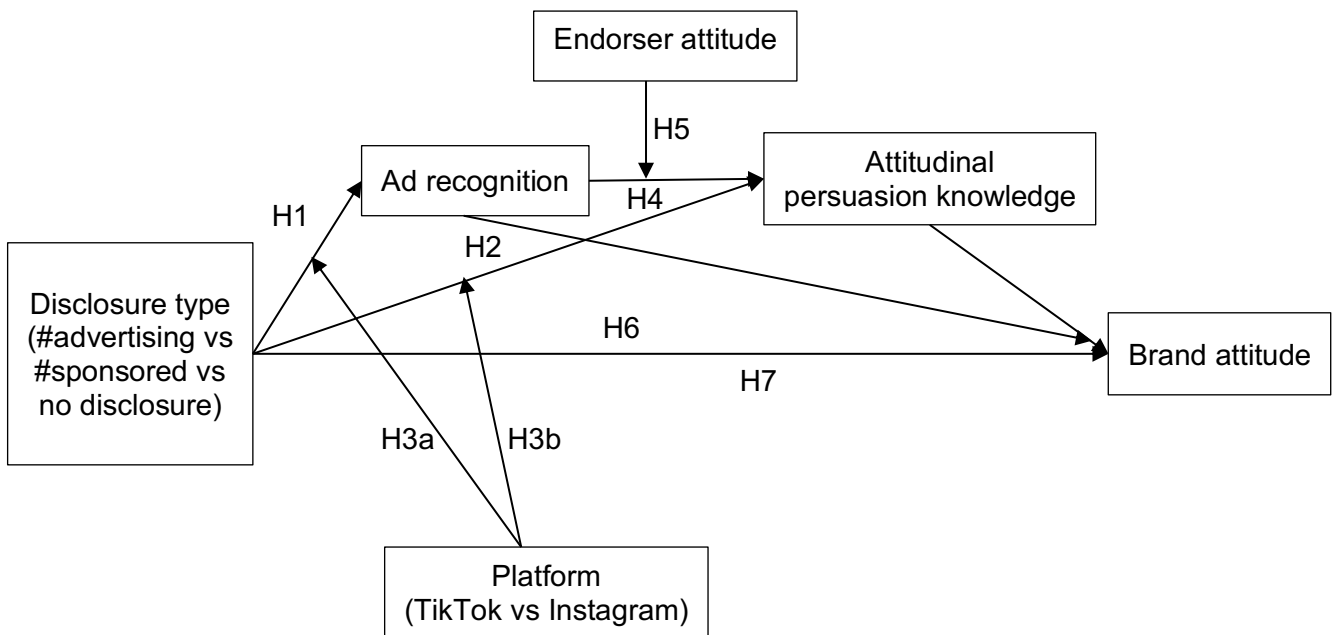 Endorser attitude
H5
Ad recognition
Attitudinal
persuasion knowledge
H4
H1
H2
Disclosure type
(#advertising vs
#sponsored vs
no disclosure)
H6
Brand attitude
H7
H3a
H3b
Platform
(TikTok vs Instagram)